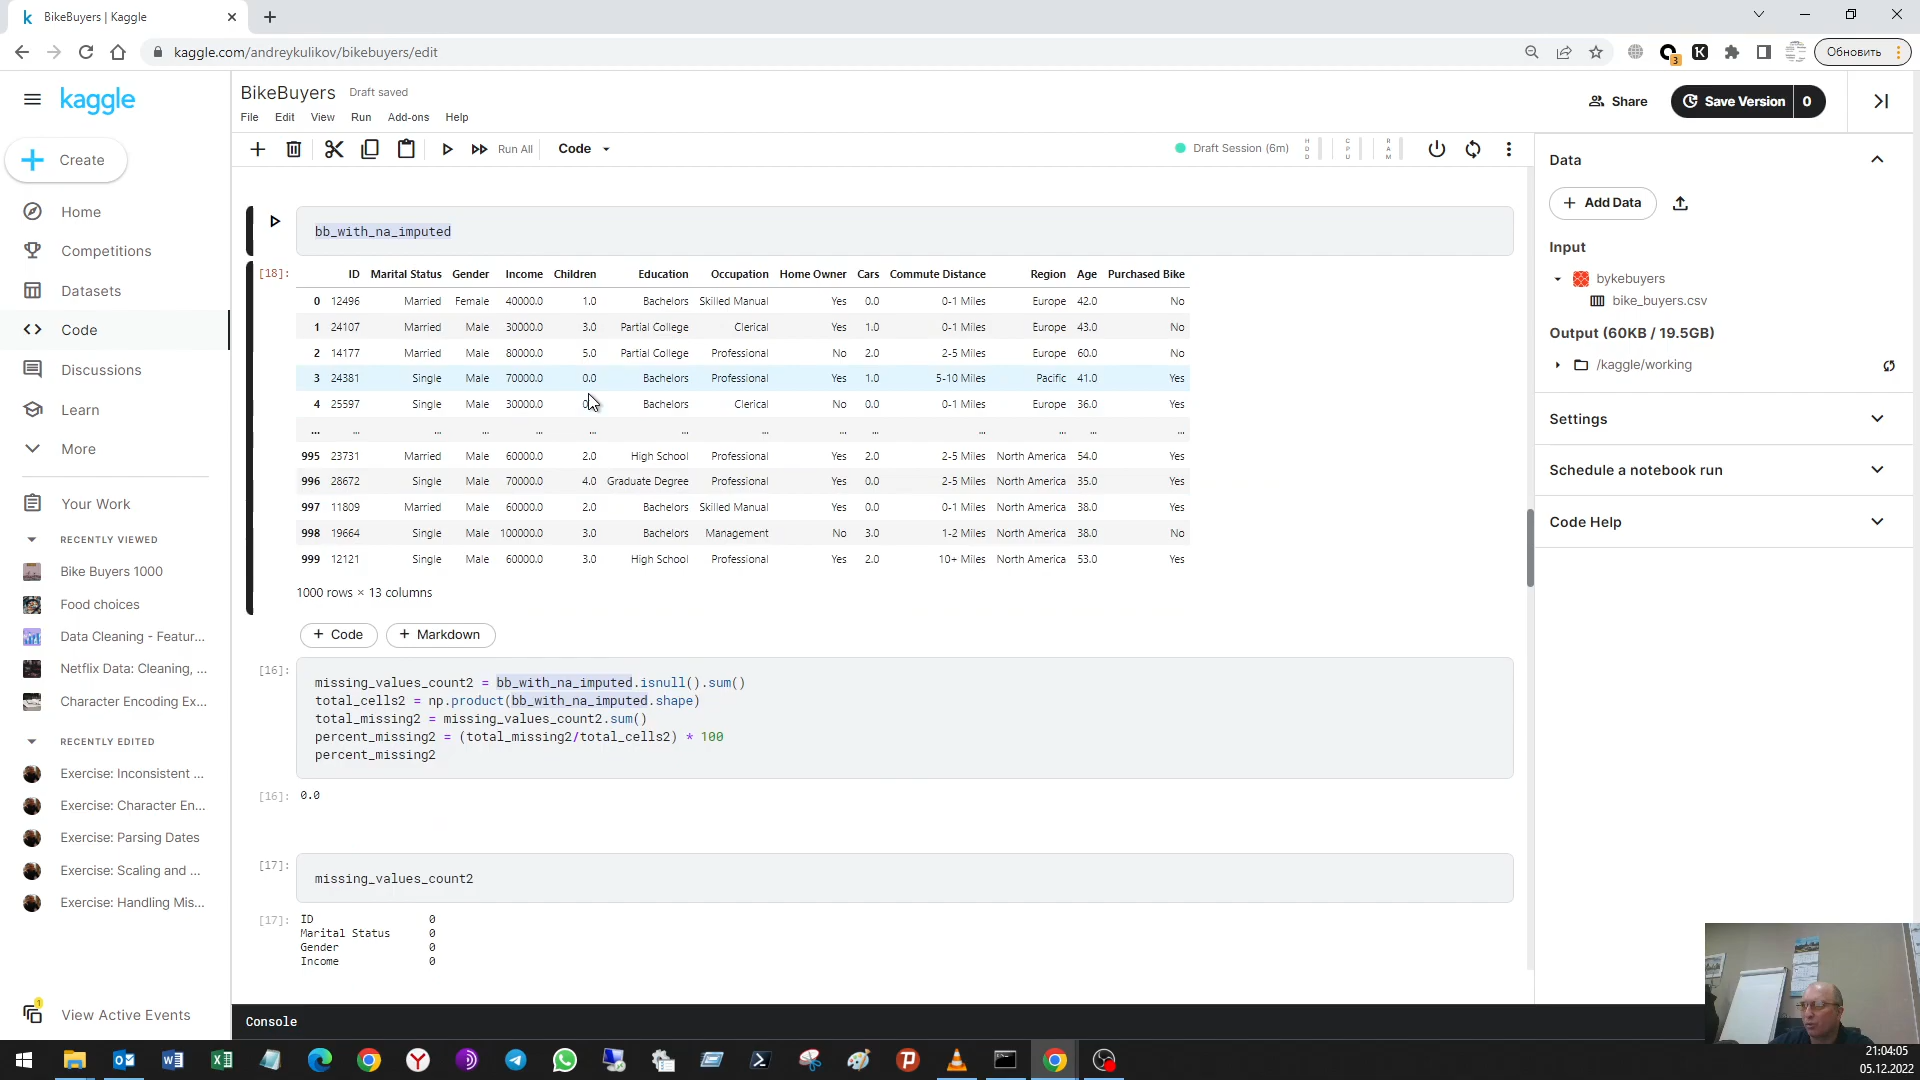 BikeBuyers | Kaggle
kaggle.com/andreykulikov/bikebuyers/edit
3
Обновить
kaggle
BikeBuyers Draft saved
File Edit View Run Add-ons Help
Share
Save Version 0
Run All Code
Draft Session (6m)
HDD
CPU
RAM
Create
Home
Competitions
Datasets
Code
Discussions
Learn
More
Your Work
RECENTLY VIEWED
Bike Buyers 1000
Food choices
Data Cleaning - Featur...
Netflix Data: Cleaning, ...
Character Encoding Ex...
RECENTLY EDITED
Exercise: Inconsistent ...
Exercise: Character En...
Exercise: Parsing Dates
Exercise: Scaling and ...
Exercise: Handling Mis...
1
View Active Events
bb_with_na_imputed
[18]:
ID Marital Status Gender Income Children Education Occupation Home Owner Cars Commute Distance Region Age Purchased Bike
0 12496 Married Female 40000.0 1.0 Bachelors Skilled Manual Yes 0.0 0-1 Miles Europe 42.0 No
1 24107 Married Male 30000.0 3.0 Partial College Clerical Yes 1.0 0-1 Miles Europe 43.0 No
2 14177 Married Male 80000.0 5.0 Partial College Professional No 2.0 2-5 Miles Europe 60.0 No
3 24381 Single Male 70000.0 0.0 Bachelors Professional Yes 1.0 5-10 Miles Pacific 41.0 Yes
4 25597 Single Male 30000.0 Bachelors Clerical No 0.0 0-1 Miles Europe 36.0 Yes
... ... ... ... ... ... ... ... ... ... ... ... ... ...
995 23731 Married Male 60000.0 2.0 High School Professional Yes 2.0 2-5 Miles North America 54.0 Yes
996 28672 Single Male 70000.0 4.0 Graduate Degree Professional Yes 0.0 2-5 Miles North America 35.0 Yes
997 11809 Married Male 60000.0 2.0 Bachelors Skilled Manual Yes 0.0 0-1 Miles North America 38.0 Yes
998 19664 Single Male 100000.0 3.0 Bachelors Management No 3.0 1-2 Miles North America 38.0 No
999 12121 Single Male 60000.0 3.0 High School Professional Yes 2.0 10+ Miles North America 53.0 Yes
1000 rows × 13 columns
+ Code + Markdown
[16]:
missing_values_count2 = bb_with_na_imputed.isnull().sum()
total_cells2 = np.product(bb_with_na_imputed.shape)
total_missing2 = missing_values_count2.sum()
percent_missing2 = (total_missing2/total_cells2) * 100
percent_missing2
[16]: 0.0
[17]:
missing_values_count2
[17]:
ID 0
Marital Status 0
Gender 0
Income 0
Console
Data
+ Add Data
Input
bykebuyers
bike_buyers.csv
Output (60KB / 19.5GB)
/kaggle/working
Settings
Schedule a notebook run
Code Help
21:04:05
05.12.2022